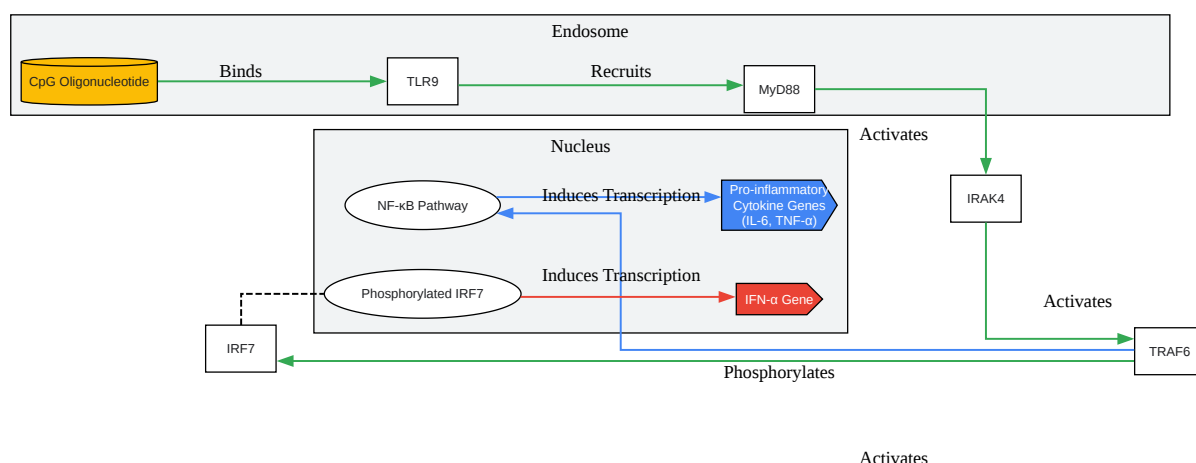 Endosome
CpG Oligonucleotide
Binds
TLR9
Recruits
MyD88
Activates
Nucleus
NF-κB Pathway
Induces Transcription
Pro-inflammatory
Cytokine Genes
(IL-6, TNF-α)
IRAK4
Phosphorylated IRF7
Induces Transcription
IFN-α Gene
Activates
IRF7
TRAF6
Phosphorylates
Activates